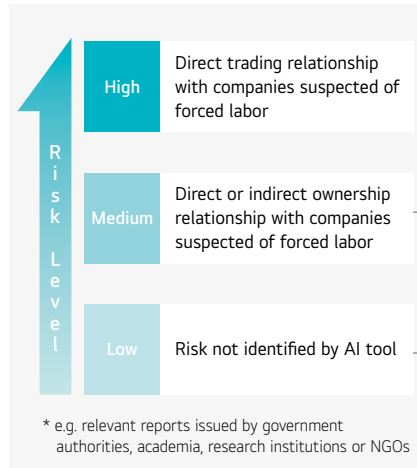 High
Direct trading relationship
with companies suspected of
forced labor
Risk Level
Medium
Direct or indirect ownership
relationship with companies
suspected of forced labor
Low
Risk not identified by AI tool
* e.g. relevant reports issued by government
authorities, academia, research institutions or NGOs